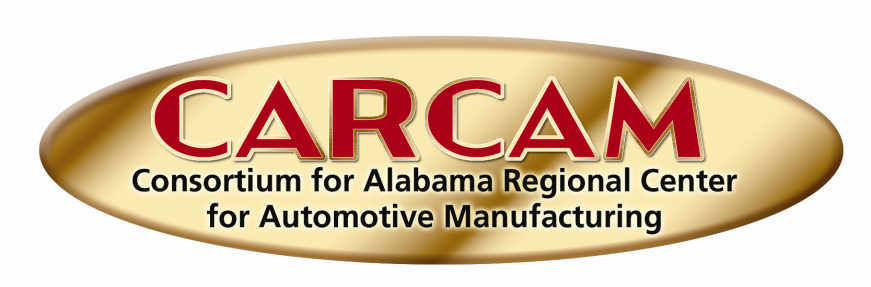 CARCAM
Consortium for Alabama Regional Center
for Automotive Manufacturing